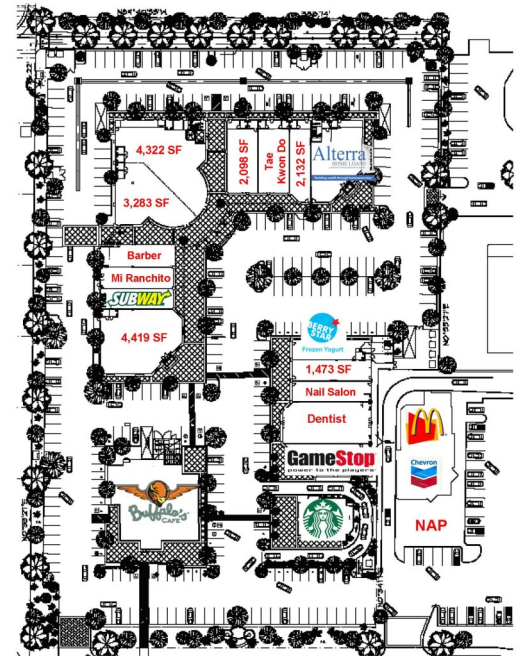 4,322 SF
3,283 SF
2,098 SF
Tae
Kwon Do
2,132 SF
Alterra
HOME LOANS
Barber
Mi Ranchito
SUBWAY
4,419 SF
BERRY
STAR
Frozen Yogurt
1,473 SF
Nail Salon
Dentist
GameStop
power to the players
Buffalo's
CAFE
M
Chevron
NAP